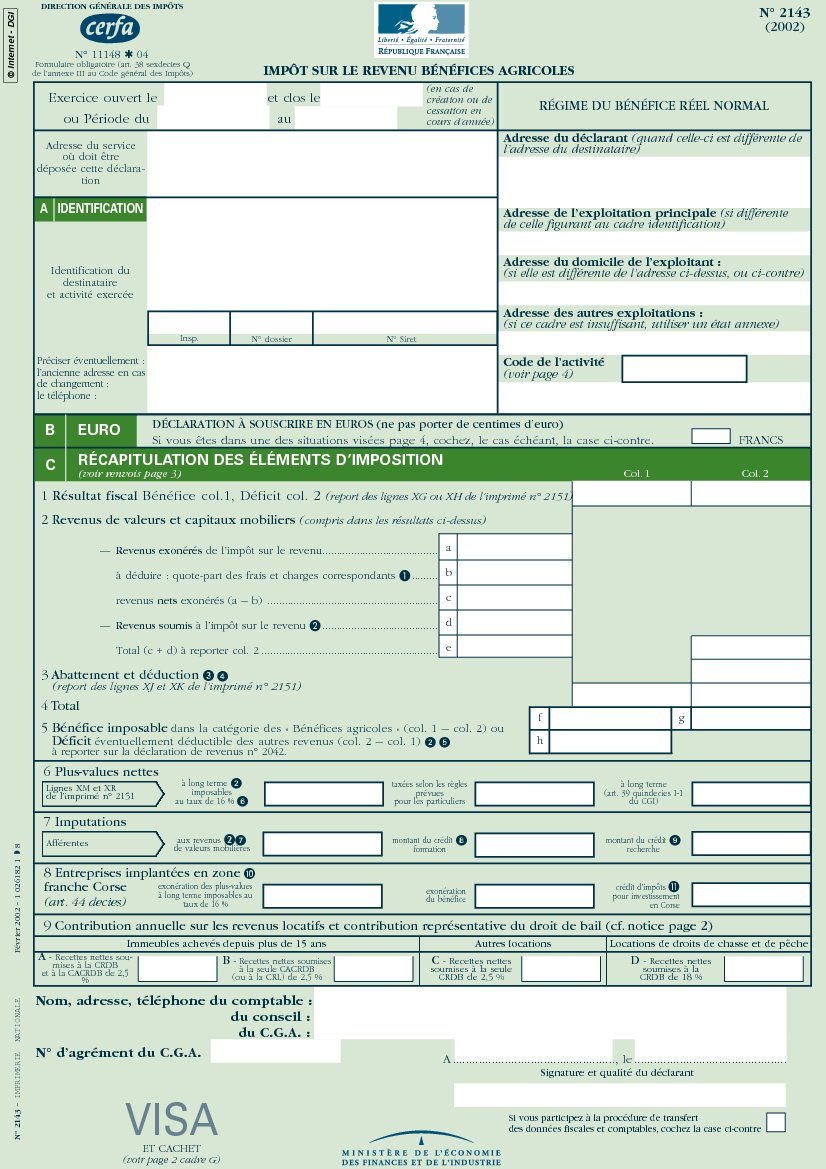 DIRECTION GÉNÉRALE DES IMPÔTS
cerfa
N° 11148 ✱ 04
Formulaire obligatoire (art. 38 sexdecies Q
de l'annexe III au Code général des Impôts)
© Internet - DGI
Liberté • Égalité • Fraternité
RÉPUBLIQUE FRANÇAISE
N° 2143
(2002)
IMPÔT SUR LE REVENU BÉNÉFICES AGRICOLES
Exercice ouvert le et clos le
ou Période du au
(en cas de
création ou de
cessation en
cours d'année)
RÉGIME DU BÉNÉFICE RÉEL NORMAL
Adresse du service
où doit être
déposée cette déclara-
tion
Adresse du déclarant (quand celle-ci est différente de
l'adresse du destinataire)
A IDENTIFICATION
Identification du
destinataire
et activité exercée
Adresse de l'exploitation principale (si différente
de celle figurant au cadre identification)
Adresse du domicile de l'exploitant :
(si elle est différente de l'adresse ci-dessus, ou ci-contre)
Adresse des autres exploitations :
(si ce cadre est insuffisant, utiliser un état annexe)
Insp. N° dossier N° Siret
Préciser éventuellement :
l'ancienne adresse en cas
de changement :
le téléphone :
Code de l'activité
(voir page 4)
B EURO
DÉCLARATION À SOUSCRIRE EN EUROS (ne pas porter de centimes d'euro)
Si vous êtes dans une des situations visées page 4, cochez, le cas échéant, la case ci-contre. FRANCS
C RÉCAPITULATION DES ÉLÉMENTS D'IMPOSITION
(voir renvois page 3) Col. 1 Col. 2
1 Résultat fiscal Bénéfice col.1, Déficit col. 2 (report des lignes XG ou XH de l'imprimé n° 2151)
2 Revenus de valeurs et capitaux mobiliers (compris dans les résultats ci-dessus)
— Revenus exonérés de l'impôt sur le revenu a
à déduire : quote-part des frais et charges correspondants ❶ b
revenus nets exonérés (a – b) c
— Revenus soumis à l'impôt sur le revenu ❷ d
Total (c + d) à reporter col. 2 e
3 Abattement et déduction ❸ ❹
(report des lignes XJ et XK de l'imprimé n° 2151)
4 Total
5 Bénéfice imposable dans la catégorie des « Bénéfices agricoles » (col. 1 – col. 2) ou f g
Déficit éventuellement déductible des autres revenus (col. 2 – col. 1) ❷ ❺ h
à reporter sur la déclaration de revenus n° 2042.
6 Plus-values nettes
Lignes XM et XR
de l'imprimé n° 2151
à long terme ❷
imposables
au taux de 16 % ❻
taxées selon les règles
prévues
pour les particuliers
à long terme
(art. 39 quindecies I-1
du CGI)
7 Imputations
Afférentes
aux revenus ❷❼
de valeurs mobilières
montant du crédit ❽
formation
montant du crédit ❾
recherche
8 Entreprises implantées en zone ❿
franche Corse
(art. 44 decies)
exonération des plus-values
à long terme imposables au
taux de 16 %
exonération
du bénéfice
crédit d'impôts ⓫
pour investissement
en Corse
9 Contribution annuelle sur les revenus locatifs et contribution représentative du droit de bail (cf. notice page 2)
Immeubles achevés depuis plus de 15 ans Autres locations Locations de droits de chasse et de pêche
A - Recettes nettes sou-
mises à la CRDB
et à la CACRDB de 2,5
%
B - Recettes nettes soumises
à la seule CACRDB
(ou à la CRL) de 2,5 %
C - Recettes nettes
soumises à la seule
CRDB de 2,5 %
D - Recettes nettes
soumises à la
CRDB de 18 %
Nom, adresse, téléphone du comptable :
du conseil :
du C.G.A. :
N° d'agrément du C.G.A.
A , le
Signature et qualité du déclarant
VISA
ET CACHET
(voir page 2 cadre G)
MINISTÈRE DE L'ÉCONOMIE
DES FINANCES ET DE L'INDUSTRIE
Si vous participez à la procédure de transfert
des données fiscales et comptables, cochez la case ci-contre
N° 2143 - IMPRIMERIE NATIONALE
Février 2002 - 1 026182 1